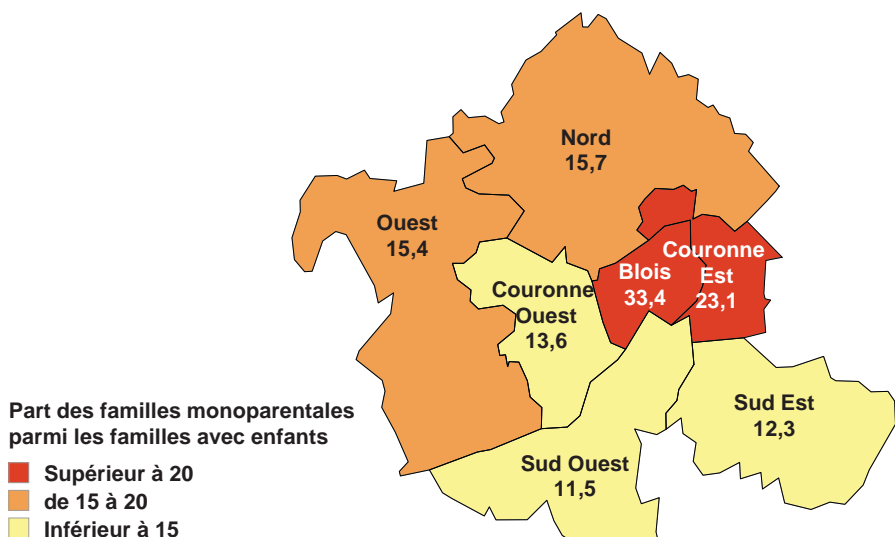 Nord
15,7
Ouest
15,4
Couronne
Est
23,1
Blois
33,4
Couronne
Ouest
13,6
Sud Est
12,3
Sud Ouest
11,5
Part des familles monoparentales
parmi les familles avec enfants
Supérieur à 20
de 15 à 20
Inférieur à 15